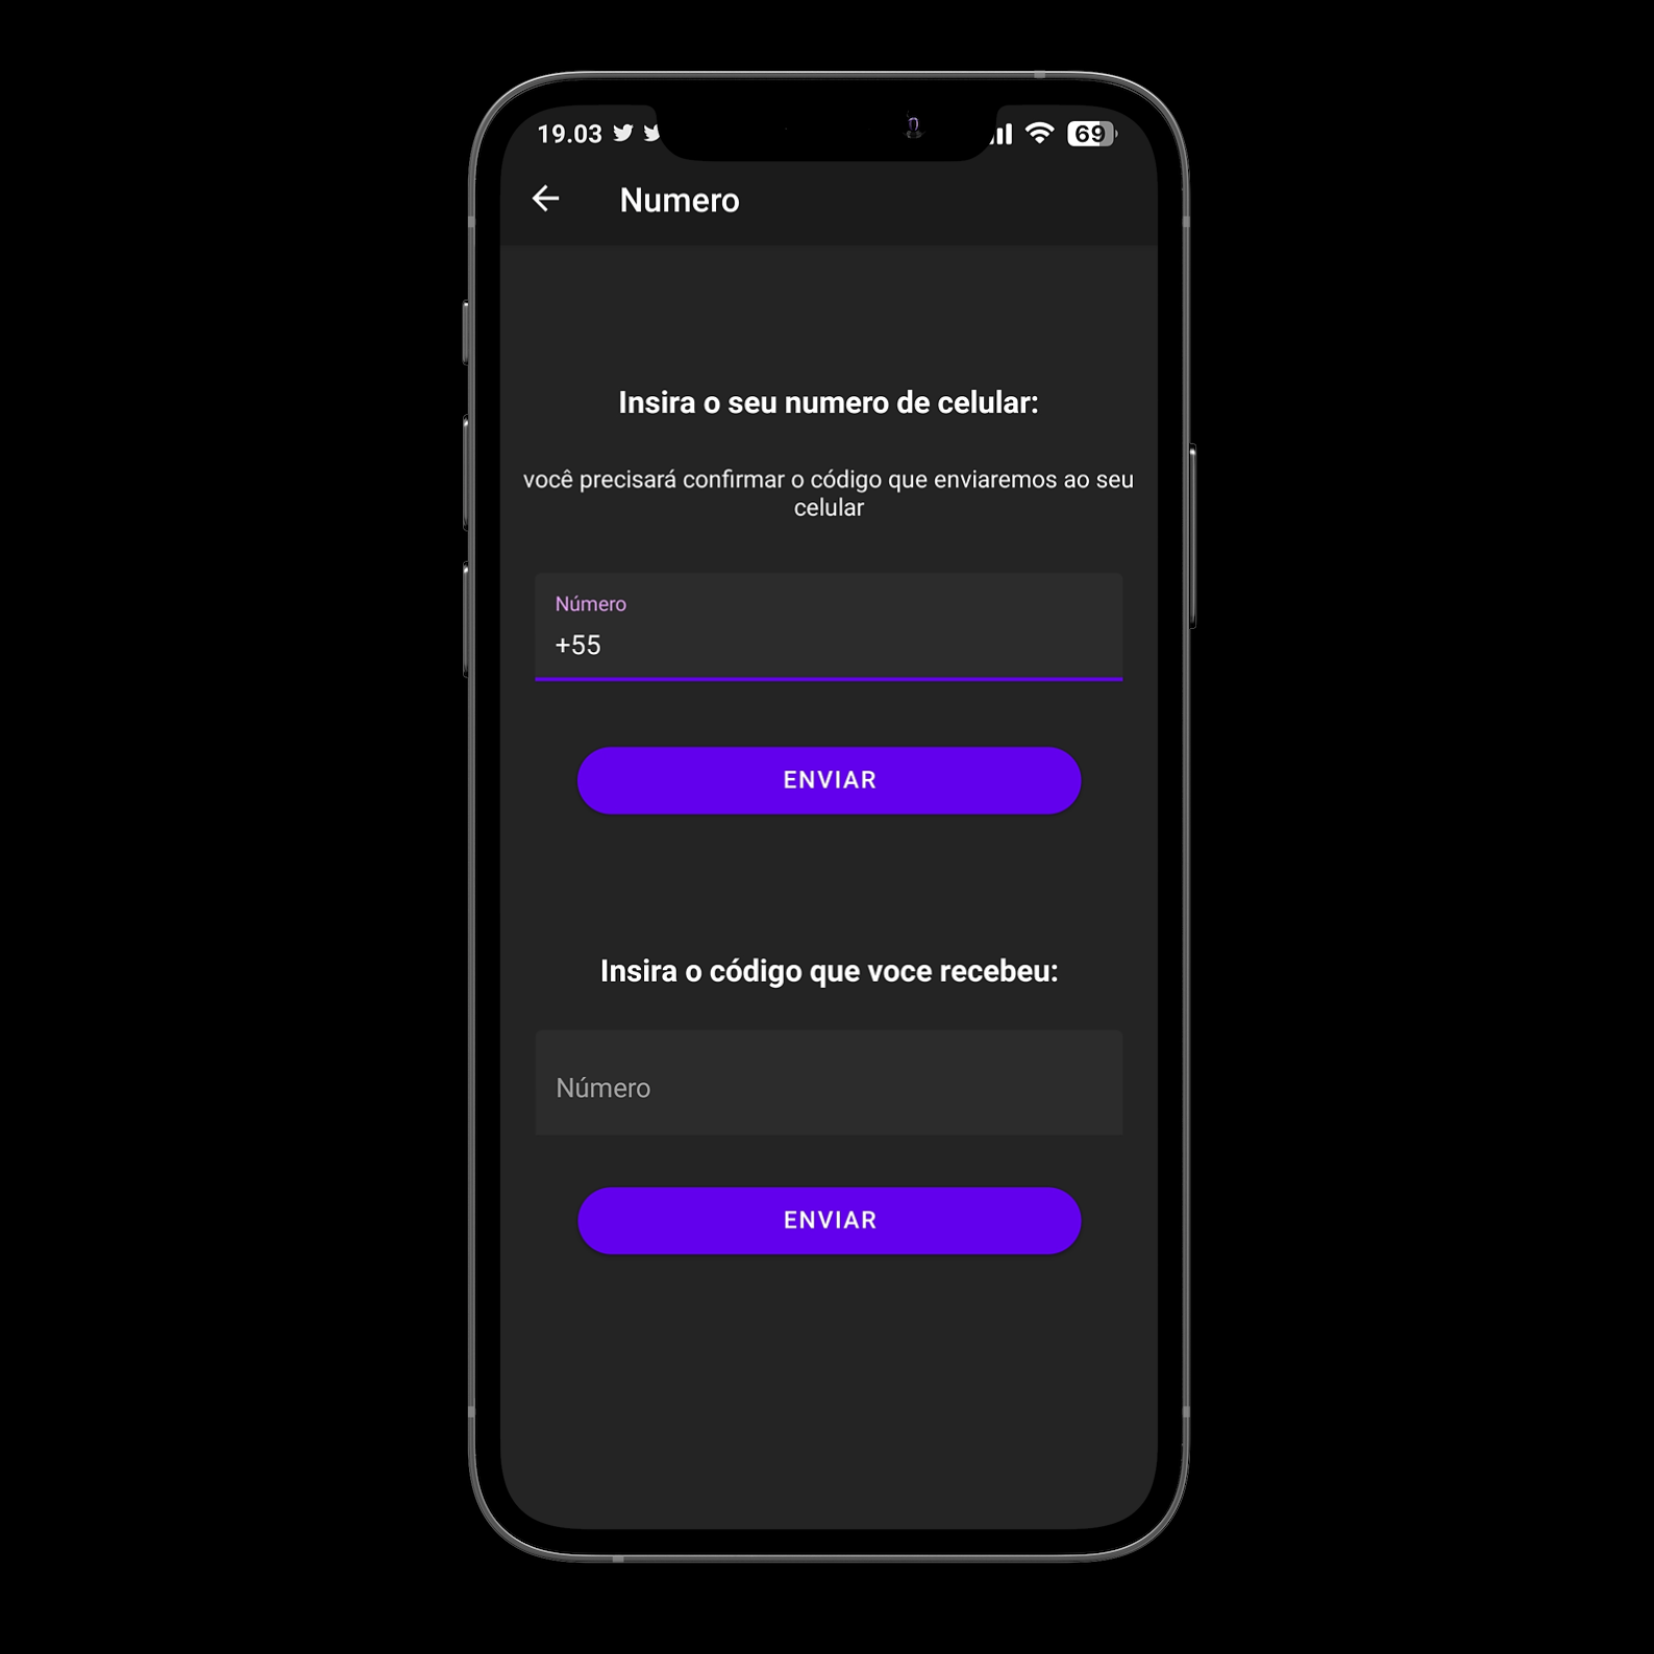 19.03
69
Numero
Insira o seu numero de celular:
você precisará confirmar o código que enviaremos ao seu
celular
Número
+55
ENVIAR
Insira o código que voce recebeu:
Número
ENVIAR